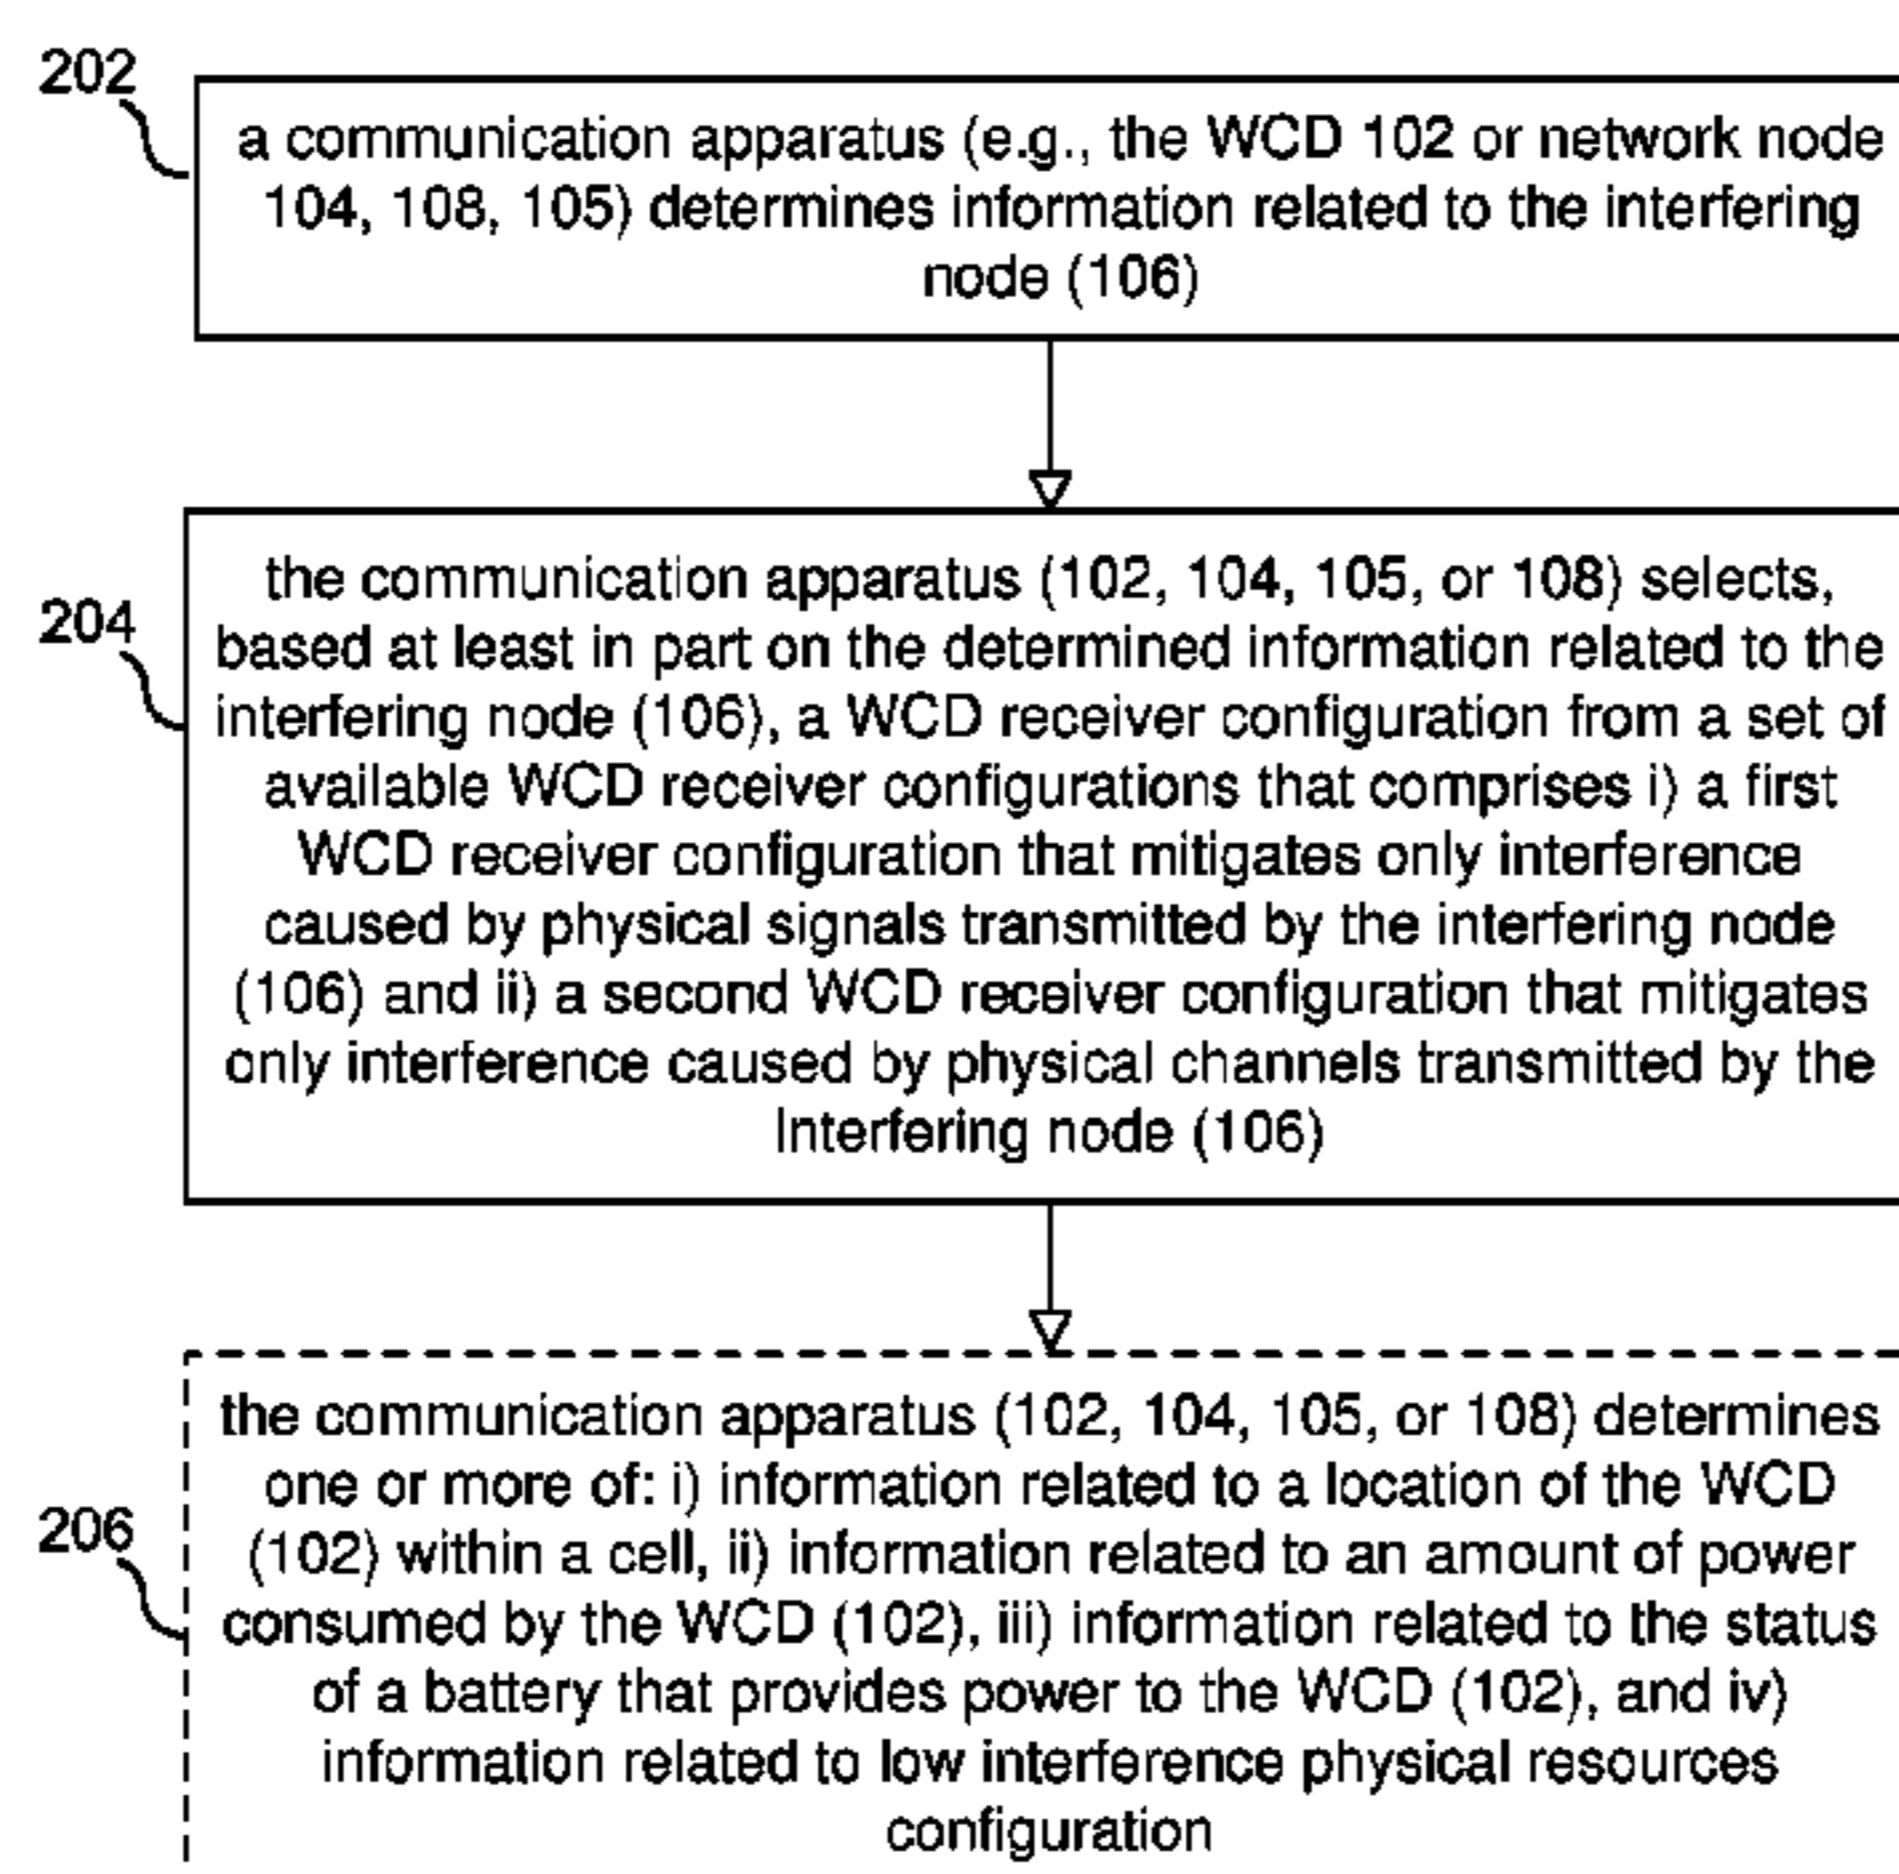 202
a communication apparatus (e.g., the WCD 102 or network node
104, 108, 105) determines information related to the interfering
node (106)
204
the communication apparatus (102, 104, 105, or 108) selects,
based at least in part on the determined information related to the
interfering node (106), a WCD receiver configuration from a set of
available WCD receiver configurations that comprises i) a first
WCD receiver configuration that mitigates only interference
caused by physical signals transmitted by the interfering node
(106) and ii) a second WCD receiver configuration that mitigates
only interference caused by physical channels transmitted by the
Interfering node (106)
206
the communication apparatus (102, 104, 105, or 108) determines
one or more of: i) information related to a location of the WCD
(102) within a cell, ii) information related to an amount of power
consumed by the WCD (102), iii) information related to the status
of a battery that provides power to the WCD (102), and iv)
information related to low interference physical resources
configuration